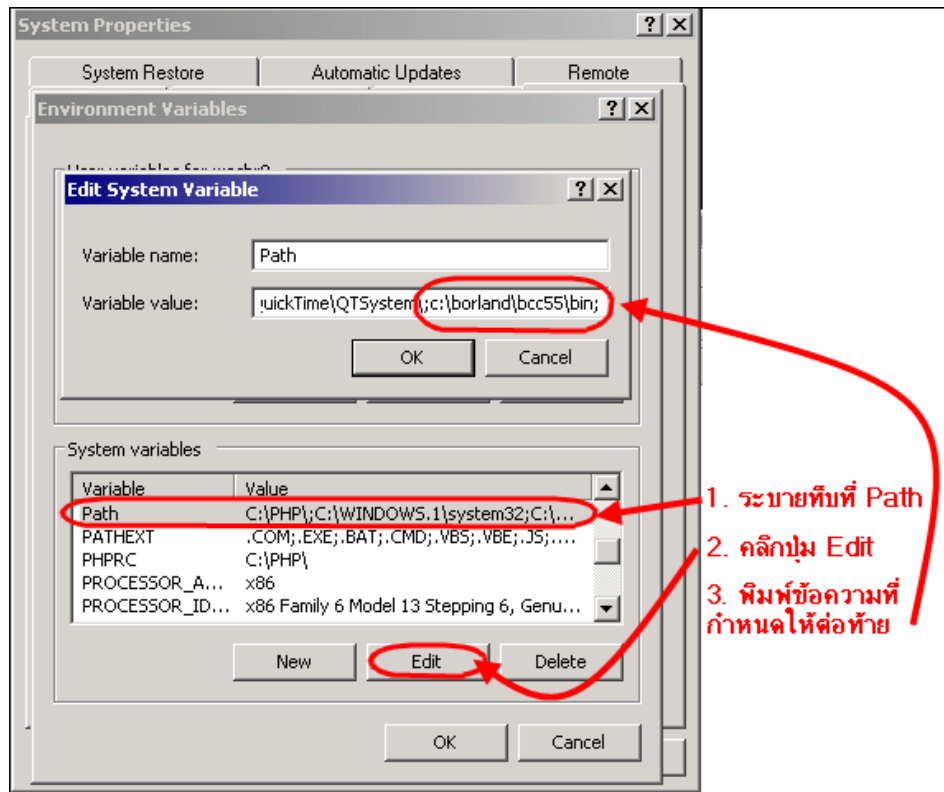 System Properties
System Restore
Automatic Updates
Remote
Environment Variables
Edit System Variable
Variable name:
Path
Variable value:
uickTime\QTSystem\;c:\borland\bcc55\bin;
OK
Cancel
System variables
Variable Value
Path C:\PHP\;C:\WINDOWS.1\system32;C:\...
PATHEXT .COM;.EXE;.BAT;.CMD;.VBS;.VBE;.JS;....
PHPRC C:\PHP\
PROCESSOR_A... x86
PROCESSOR_ID... x86 Family 6 Model 13 Stepping 6, Genu...
New
Edit
Delete
OK
Cancel
1. ระบายทึบที่ Path
2. คลิกปุ่ม Edit
3. พิมพ์ข้อความที่
กำหนดให้ต่อท้าย